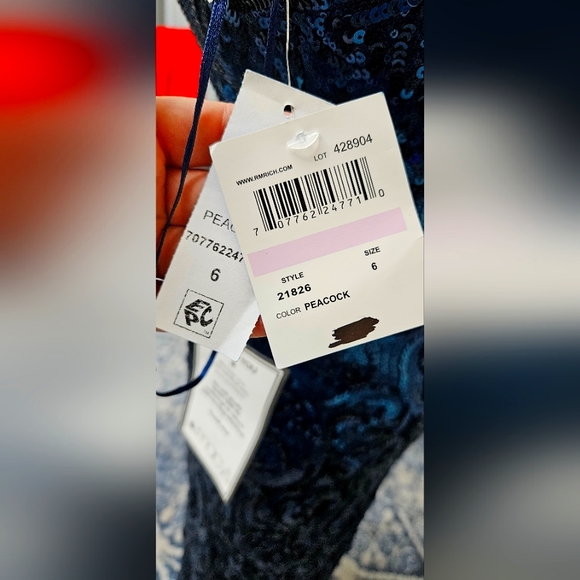 LOT 428904
WWW.RMRICH.COM
7 07762 24771 0
STYLE SIZE
21826 6
COLOR PEACOCK
PEAC
70776224
6